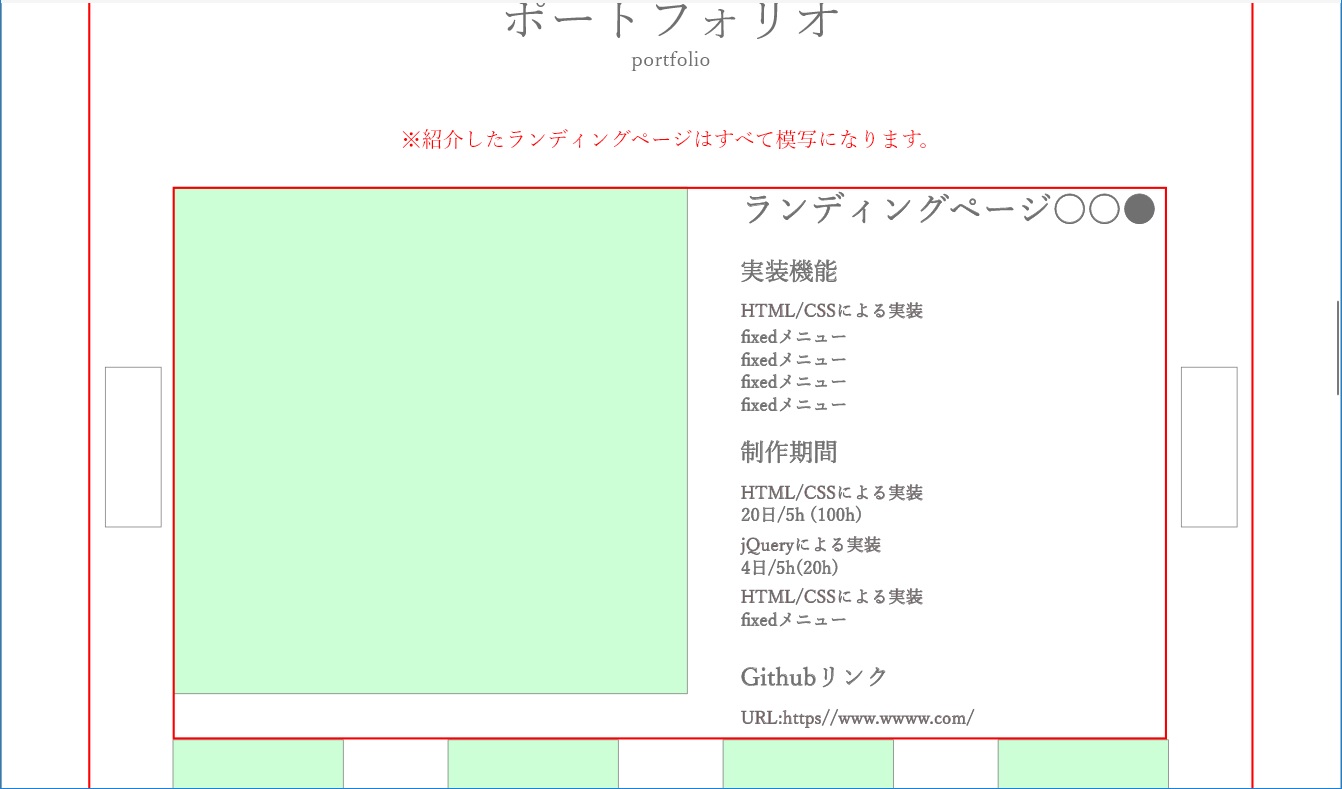 ポートフォリオ
portfolio
※紹介したランディングページはすべて模写になります。
ランディングページ○○●
実装機能
HTML/CSSによる実装
fixedメニュー
fixedメニュー
fixedメニュー
fixedメニュー
制作期間
HTML/CSSによる実装
20日/5h (100h)
jQueryによる実装
4日/5h(20h)
HTML/CSSによる実装
fixedメニュー
Githubリンク
URL:https//www.wwww.com/